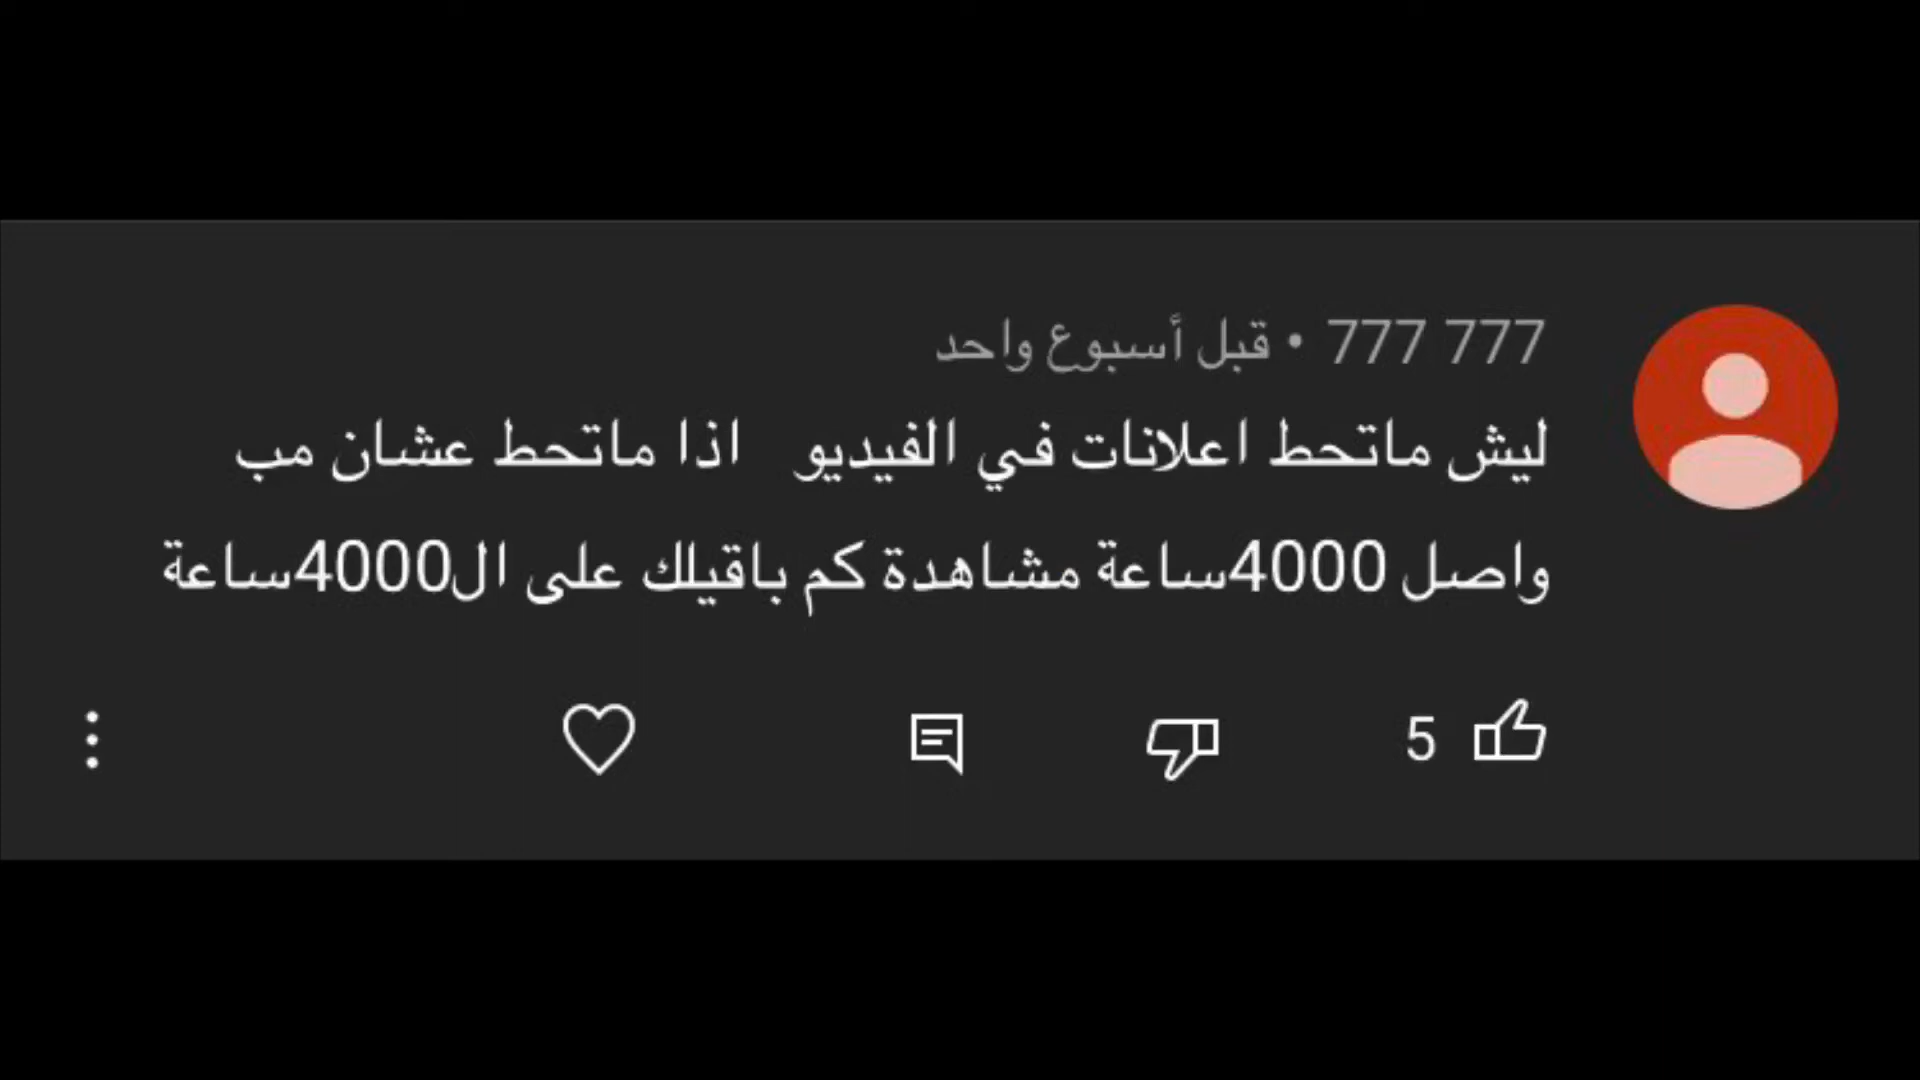 777 777 • قبل أسبوع واحد
ليش ماتحط اعلانات في الفيديو   اذا ماتحط عشان مب
واصل 4000ساعة مشاهدة كم باقيلك على ال4000ساعة
5